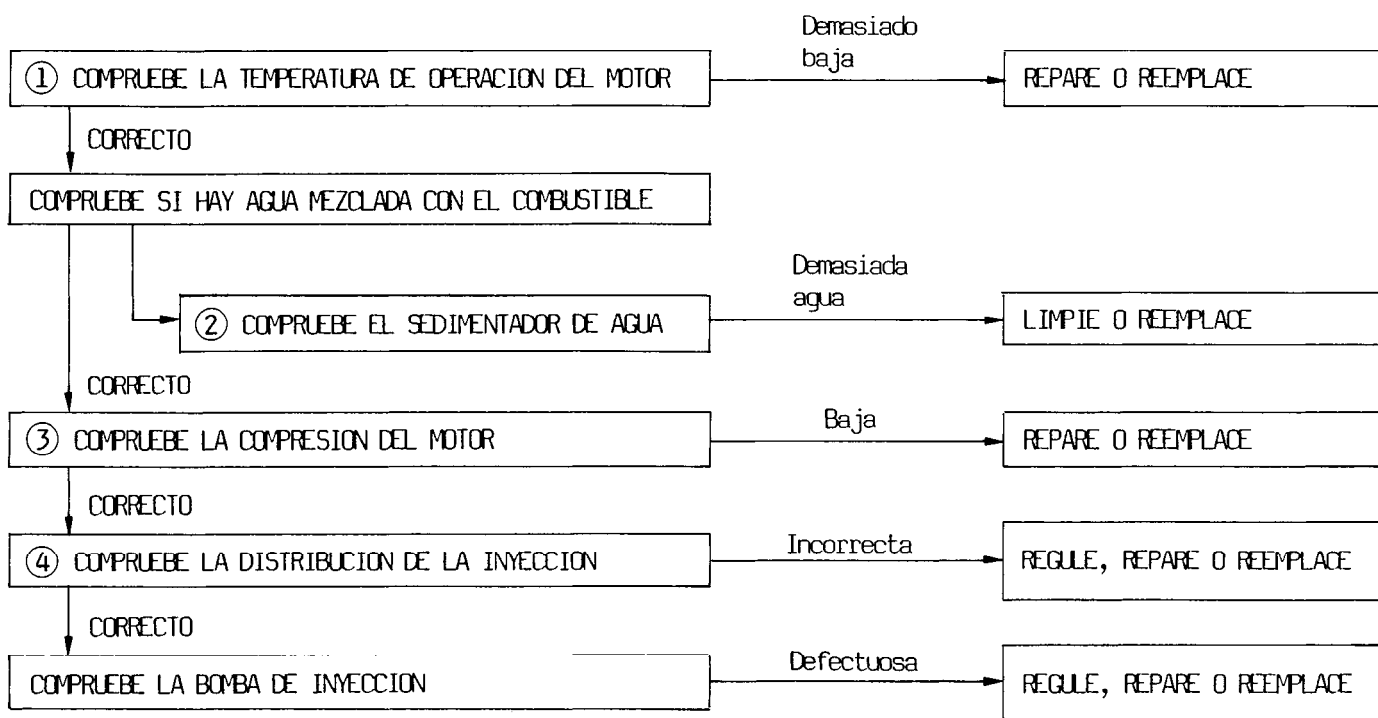 Demasiado
baja
① COMPRUEBE LA TEMPERATURA DE OPERACION DEL MOTOR
REPARE O REEMPLACE
CORRECTO
COMPRUEBE SI HAY AGUA MEZCLADA CON EL COMBUSTIBLE
Demasiada
agua
② COMPRUEBE EL SEDIMENTADOR DE AGUA
LIMPIE O REEMPLACE
CORRECTO
③ COMPRUEBE LA COMPRESION DEL MOTOR
Baja
REPARE O REEMPLACE
CORRECTO
④ COMPRUEBE LA DISTRIBUCION DE LA INYECCION
Incorrecta
REGULE, REPARE O REEMPLACE
CORRECTO
COMPRUEBE LA BOMBA DE INYECCION
Defectuosa
REGULE, REPARE O REEMPLACE